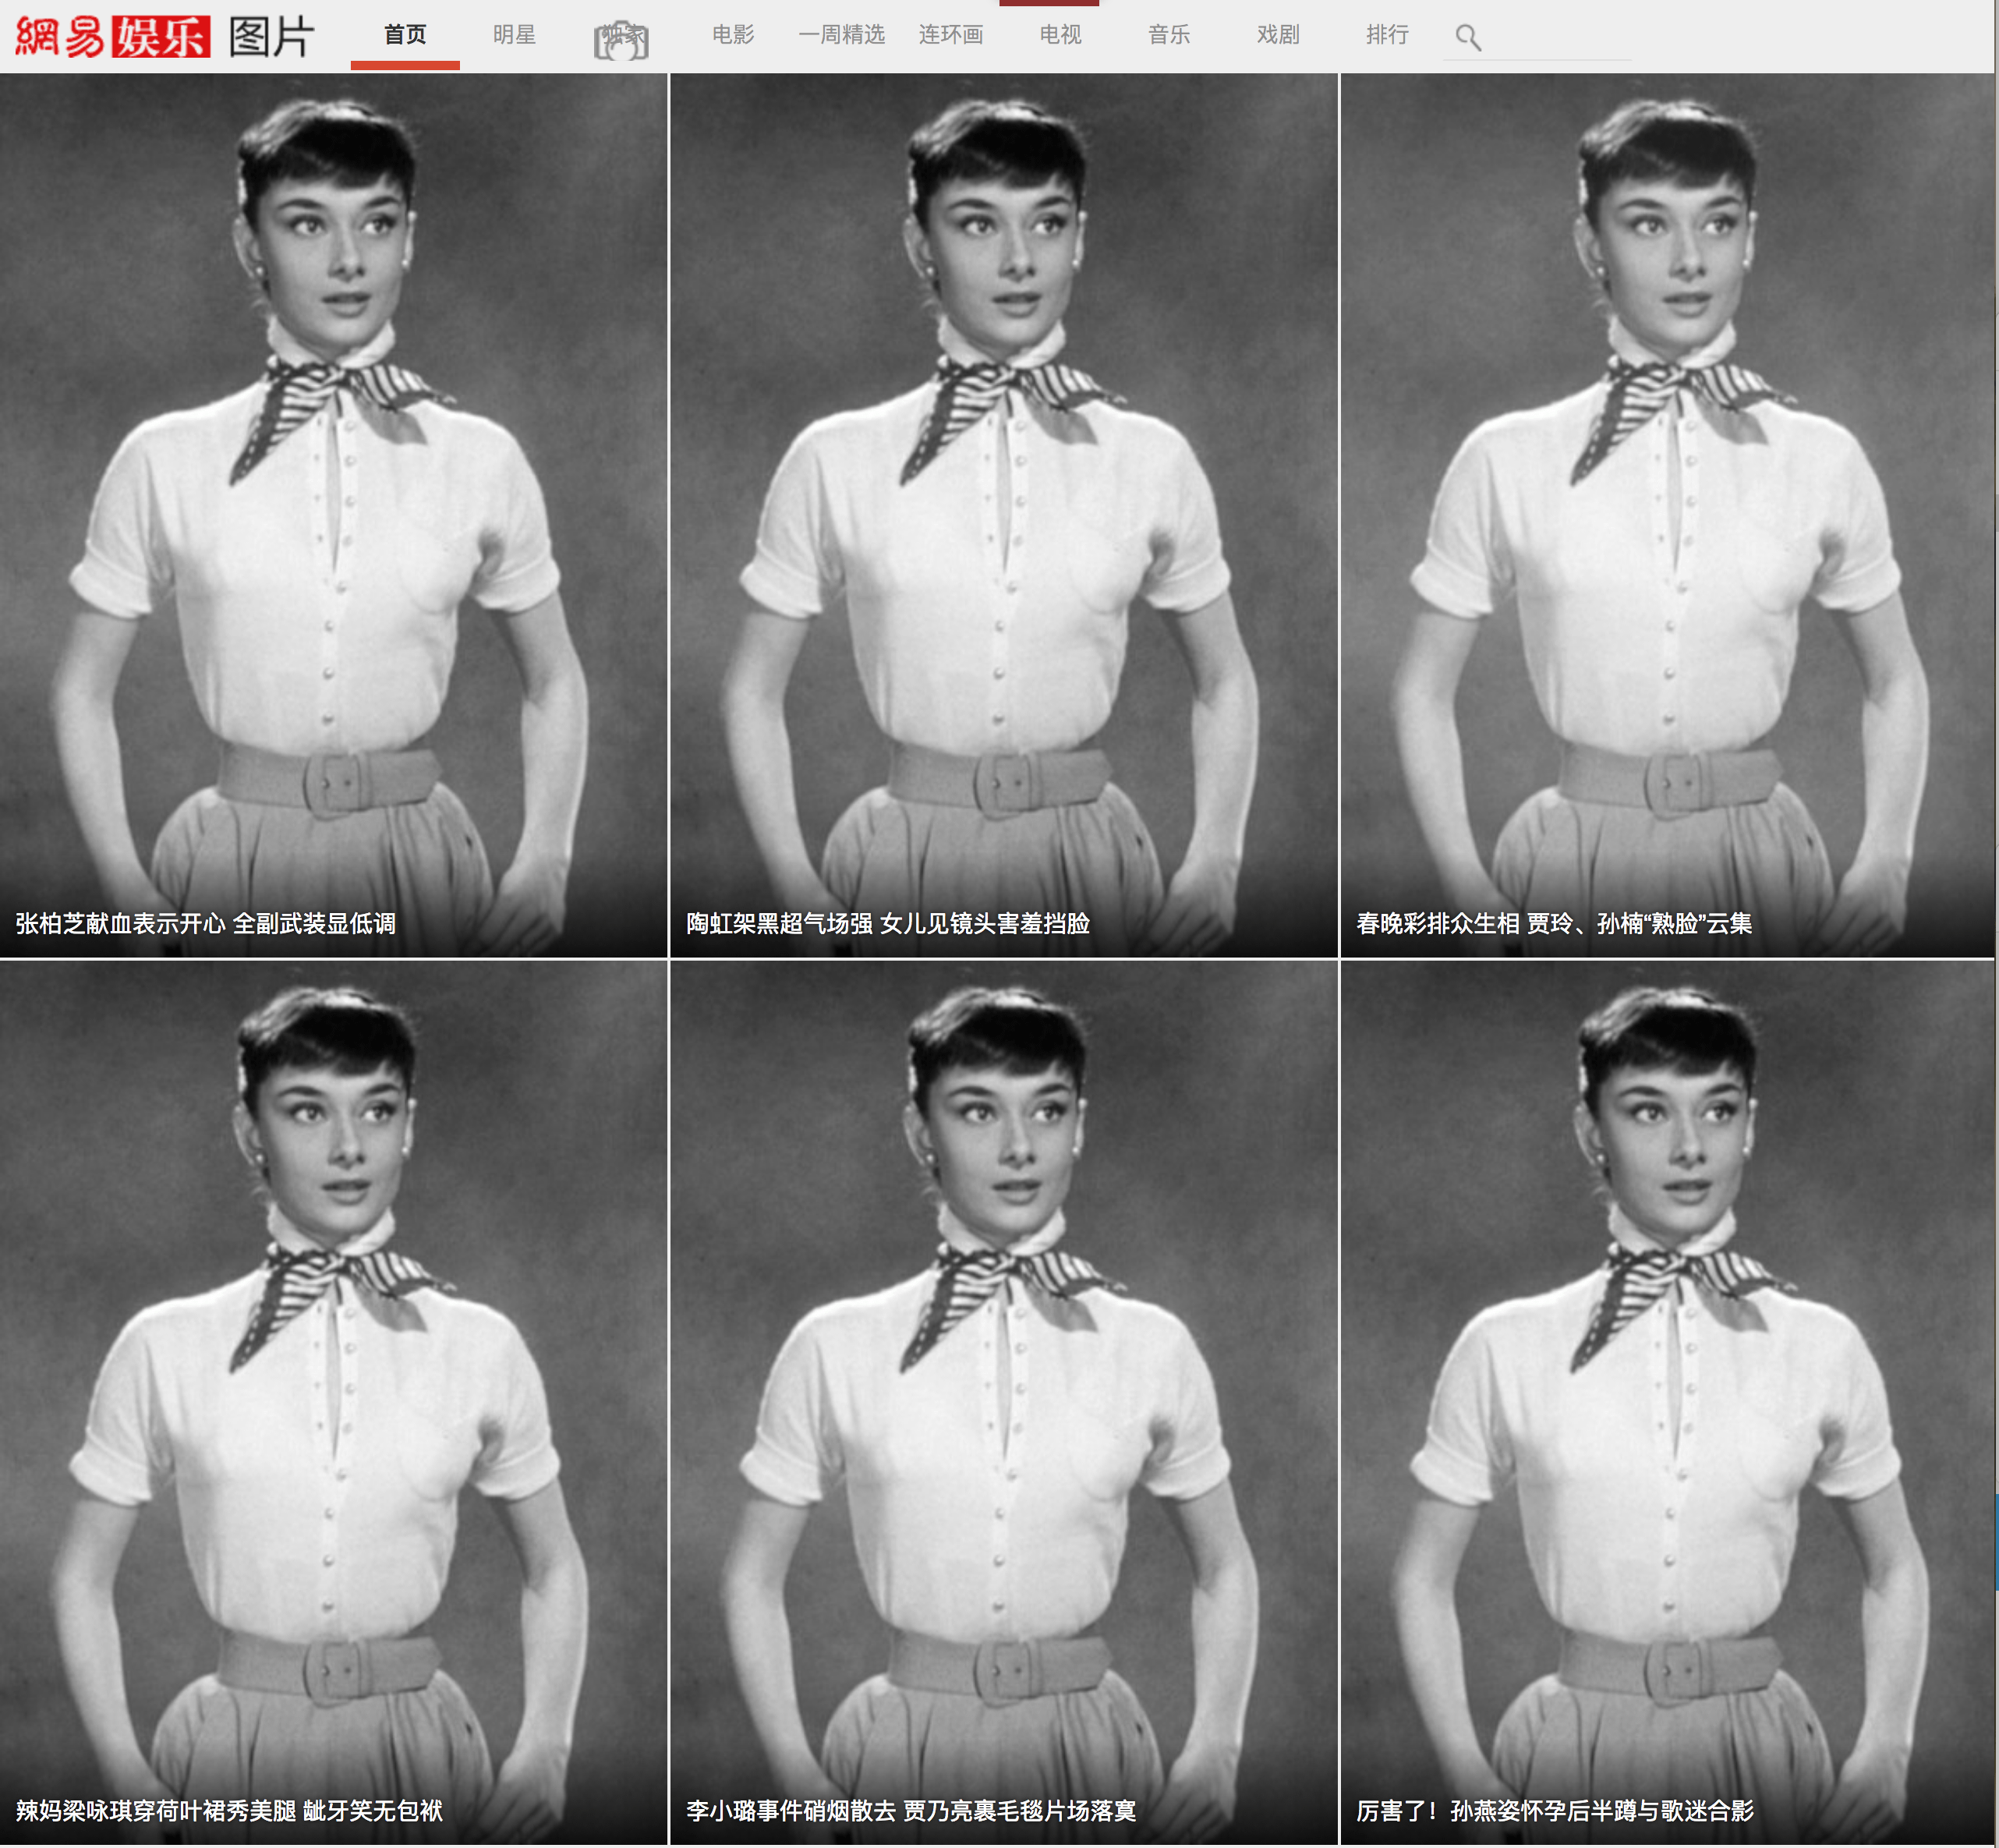 網易娱乐 图片
首页 明星 独家 电影 一周精选 连环画 电视 音乐 戏剧 排行
张柏芝献血表示开心 全副武装显低调
陶虹架黑超气场强 女儿见镜头害羞挡脸
春晚彩排众生相 贾玲、孙楠“熟脸”云集
辣妈梁咏琪穿荷叶裙秀美腿 龇牙笑无包袱
李小璐事件硝烟散去 贾乃亮裹毛毯片场落寞
厉害了！孙燕姿怀孕后半蹲与歌迷合影